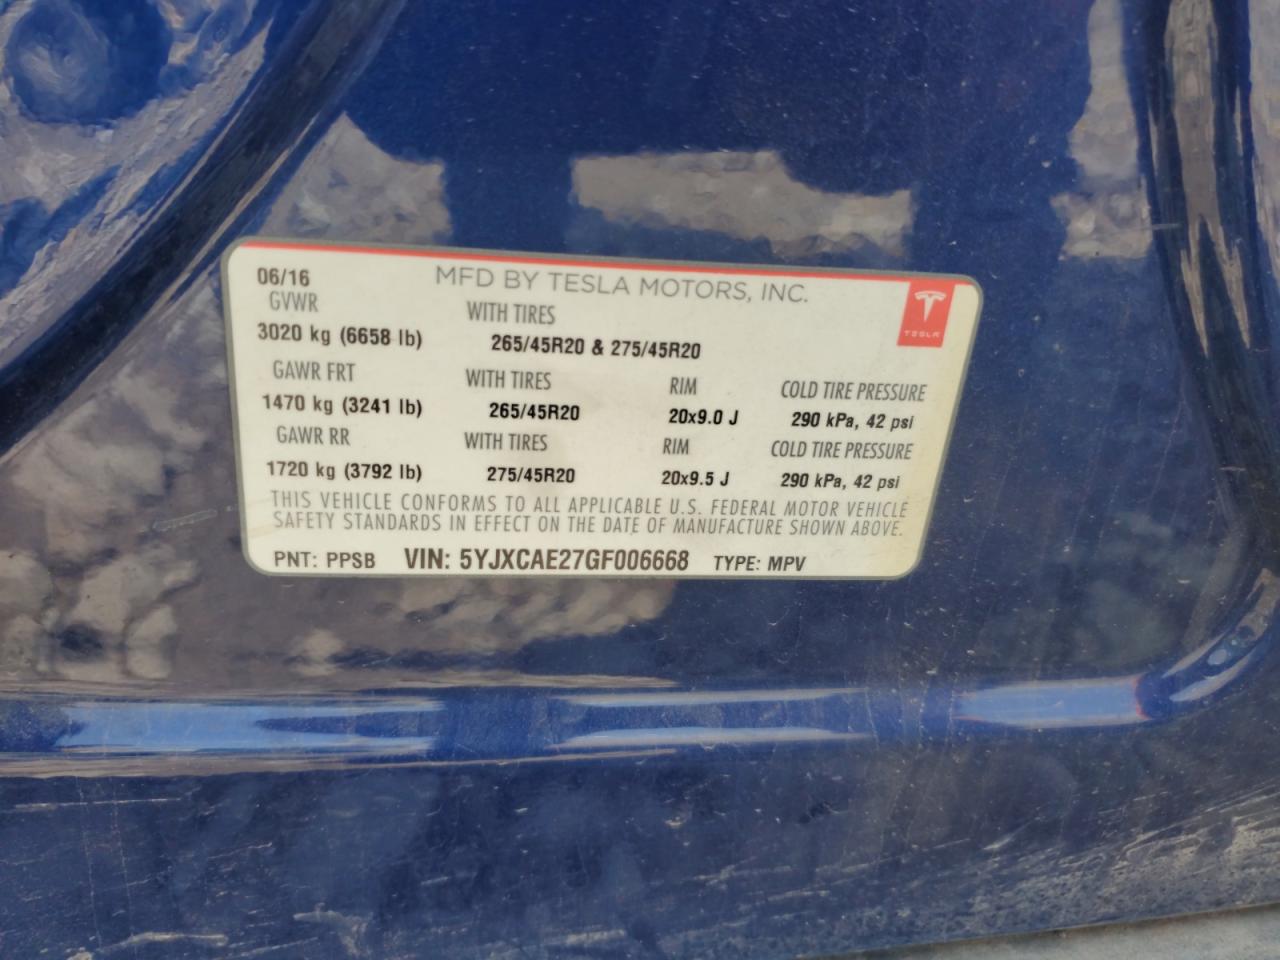 06/16 MFD BY TESLA MOTORS, INC.
TESLA
GVWR WITH TIRES
3020 kg (6658 lb) 265/45R20 & 275/45R20
GAWR FRT WITH TIRES RIM COLD TIRE PRESSURE
1470 kg (3241 lb) 265/45R20 20x9.0 J 290 kPa, 42 psi
GAWR RR WITH TIRES RIM COLD TIRE PRESSURE
1720 kg (3792 lb) 275/45R20 20x9.5 J 290 kPa, 42 psi
THIS VEHICLE CONFORMS TO ALL APPLICABLE U.S. FEDERAL MOTOR VEHICLE
SAFETY STANDARDS IN EFFECT ON THE DATE OF MANUFACTURE SHOWN ABOVE.
PNT: PPSB VIN: 5YJXCAE27GF006668 TYPE: MPV